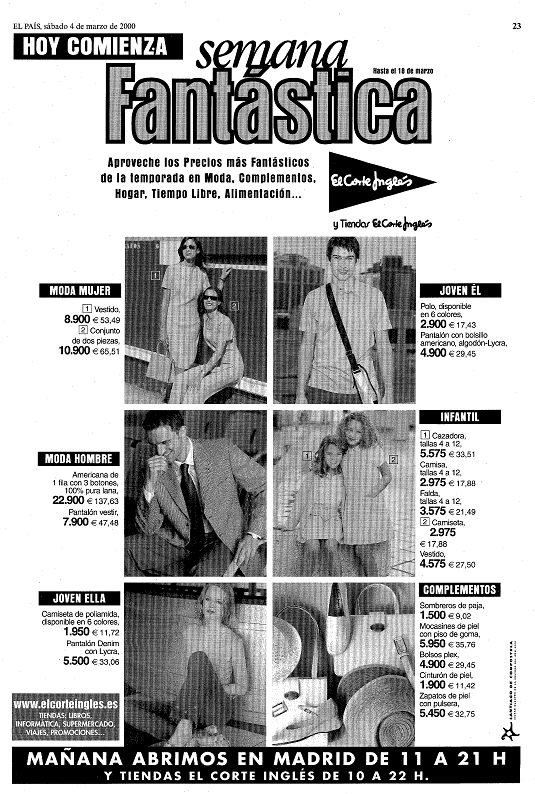 EL PAÍS, sábado 4 de marzo de 2000
23
HOY COMIENZA
semana
Hasta el 18 de marzo
Fantástica
Aproveche los Precios más Fantásticos
de la temporada en Moda, Complementos,
Hogar, Tiempo Libre, Alimentación...
El Corte Inglés
y Tiendas El Corte Inglés
MODA MUJER
1 Vestido,
8.900 € 53,49
2 Conjunto
de dos piezas,
10.900 € 65,51
1
2
JOVEN ÉL
Polo, disponible
en 6 colores,
2.900 € 17,43
Pantalón con bolsillo
americano, algodón-Lycra,
4.900 € 29,45
MODA HOMBRE
Americana de
1 fila con 3 botones,
100% pura lana,
22.900 € 137,63
Pantalón vestir,
7.900 € 47,48
1
2
INFANTIL
1 Cazadora,
tallas 4 a 12,
5.575 € 33,51
Camisa,
tallas 4 a 12,
2.975 € 17,88
Falda,
tallas 4 a 12,
3.575 € 21,49
2 Camiseta,
2.975
€ 17,88
Vestido,
4.575 € 27,50
JOVEN ELLA
Camiseta de poliamida,
disponible en 6 colores,
1.950 € 11,72
Pantalón Denim
con Lycra,
5.500 € 33,06
COMPLEMENTOS
Sombreros de paja,
1.500 € 9,02
Mocasines de piel
con piso de goma,
5.950 € 35,76
Bolsos plex,
4.900 € 29,45
Cinturón de piel,
1.900 € 11,42
Zapatos de piel
con pulsera,
5.450 € 32,75
SANTIAGO DE COMPOSTELA
www.elcorteingles.es
TIENDAS: LIBROS,
INFORMÁTICA, SUPERMERCADO,
VIAJES, PROMOCIONES...
MAÑANA ABRIMOS EN MADRID DE 11 A 21 H
Y TIENDAS EL CORTE INGLÉS DE 10 A 22 H.